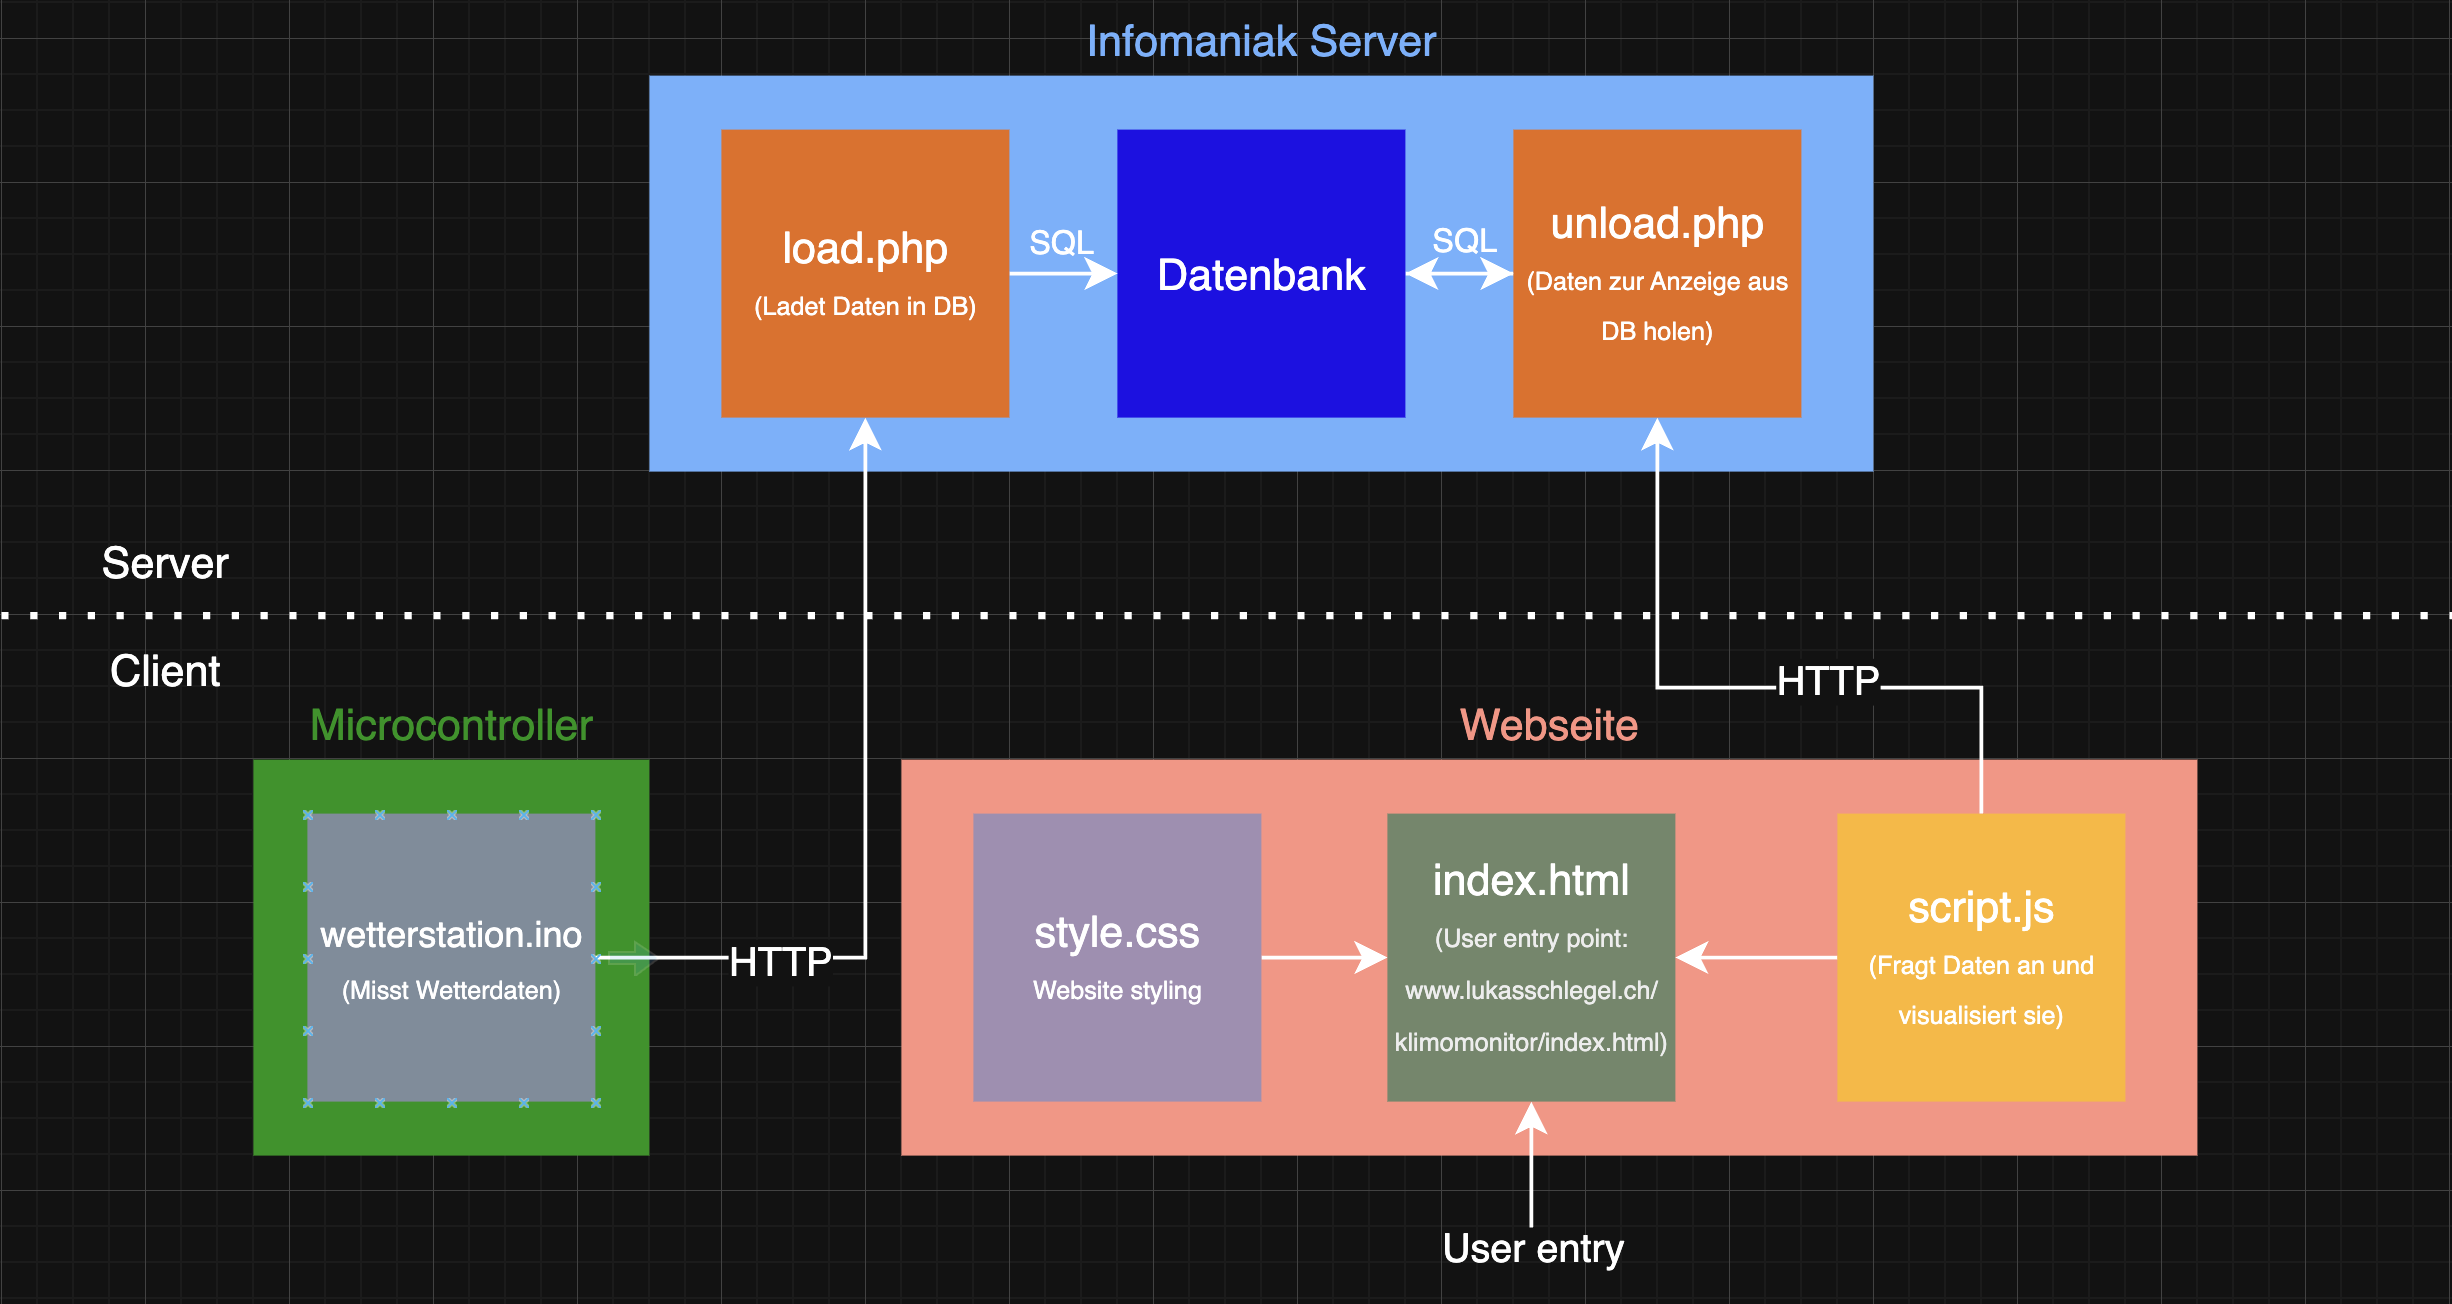 Infomaniak Server
load.php
(Ladet Daten in DB)
SQL
Datenbank
SQL
unload.php
(Daten zur Anzeige aus
DB holen)
Server
Client
HTTP
Microcontroller
wetterstation.ino
(Misst Wetterdaten)
HTTP
Webseite
style.css
Website styling
index.html
(User entry point:
www.lukasschlegel.ch/
klimomonitor/index.html)
script.js
(Fragt Daten an und
visualisiert sie)
User entry